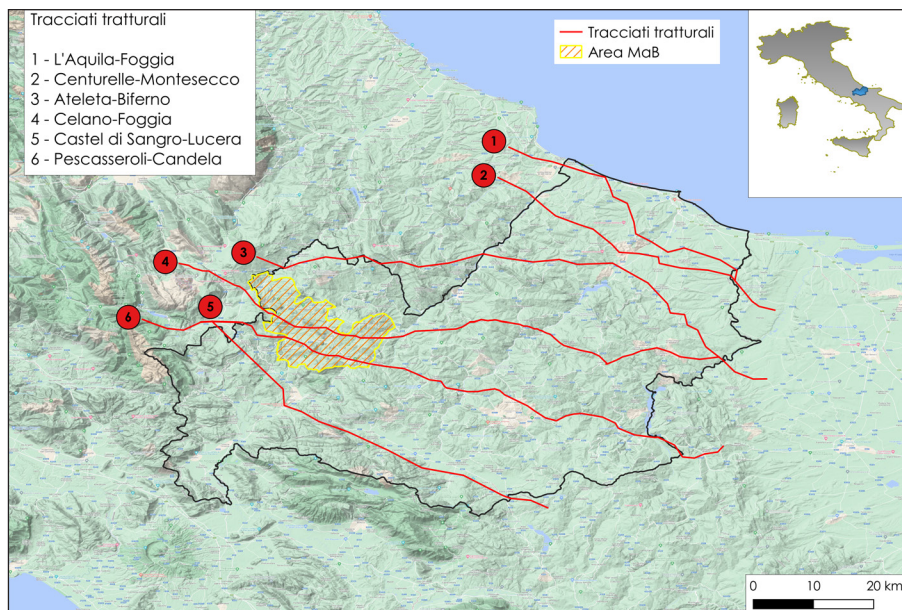 Tracciati tratturali
1 - L'Aquila-Foggia
2 - Centurelle-Montesecco
3 - Ateleta-Biferno
4 - Celano-Foggia
5 - Castel di Sangro-Lucera
6 - Pescasseroli-Candela
Tracciati tratturali
Area MaB
1
2
3
4
5
6
0 10 20 km